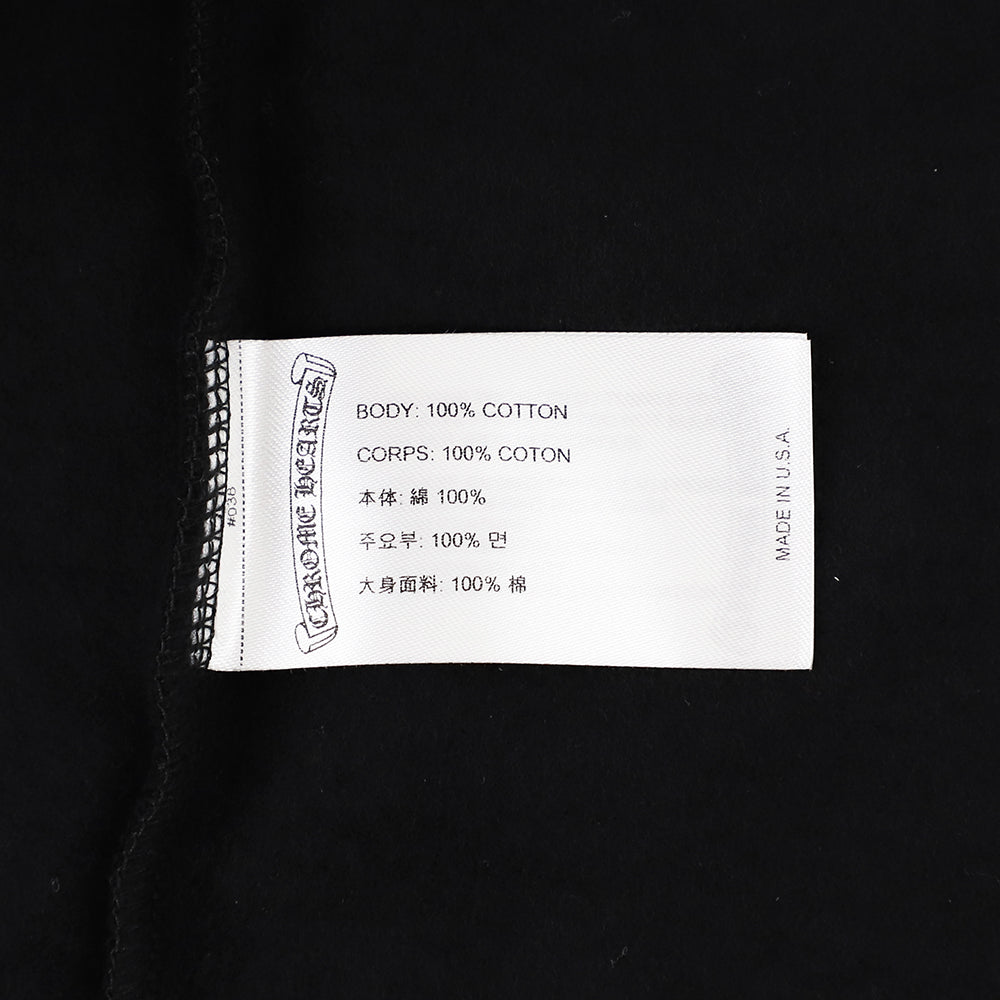 CHROME HEARTS
BODY: 100% COTTON
CORPS: 100% COTON
本体: 綿 100%
주요부: 100% 면
大身面料: 100% 棉
MADE IN U.S.A.
#038